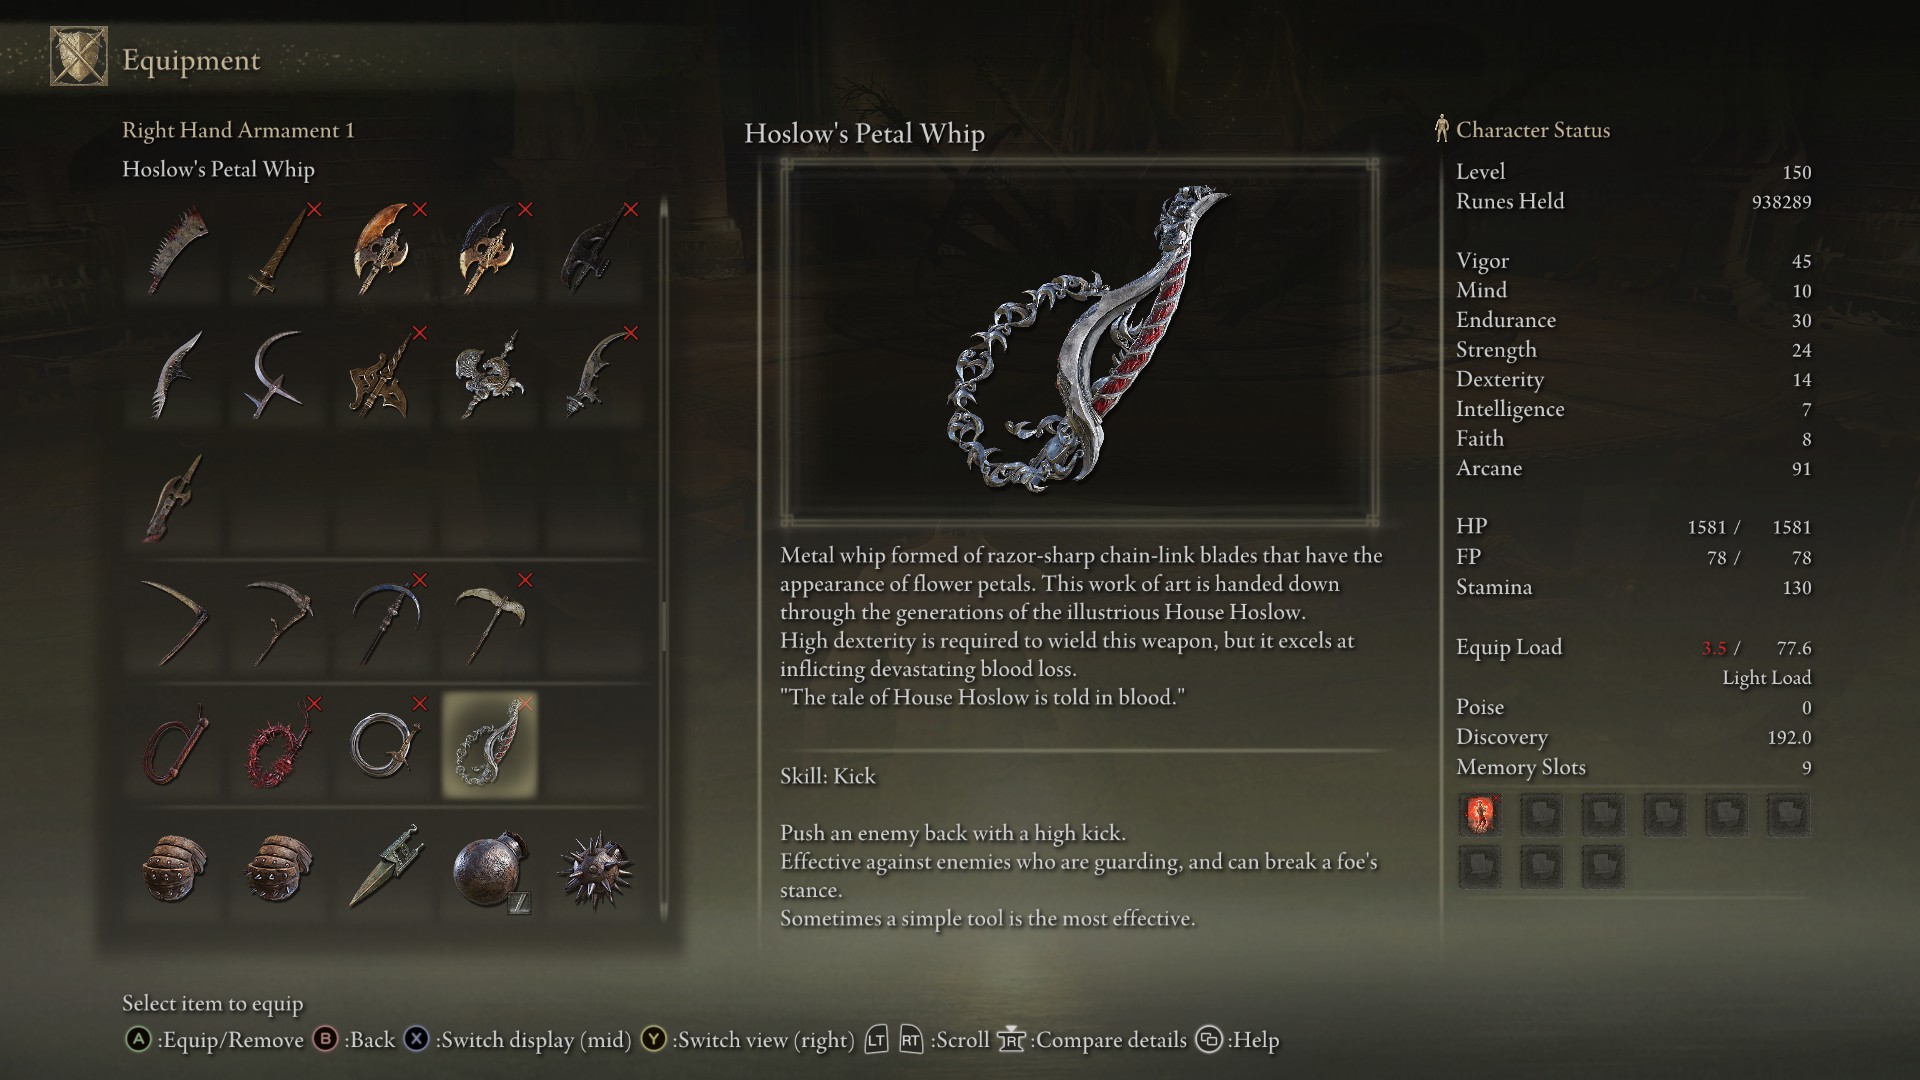 Equipment
Right Hand Armament 1
Hoslow's Petal Whip
Hoslow's Petal Whip
Metal whip formed of razor-sharp chain-link blades that have the
appearance of flower petals. This work of art is handed down
through the generations of the illustrious House Hoslow.
High dexterity is required to wield this weapon, but it excels at
inflicting devastating blood loss.
"The tale of House Hoslow is told in blood."
Skill: Kick
Push an enemy back with a high kick.
Effective against enemies who are guarding, and can break a foe's
stance.
Sometimes a simple tool is the most effective.
Character Status
Level 150
Runes Held 938289
Vigor 45
Mind 10
Endurance 30
Strength 24
Dexterity 14
Intelligence 7
Faith 8
Arcane 91
HP 1581 / 1581
FP 78 / 78
Stamina 130
Equip Load 3.5 / 77.6
Light Load
Poise 0
Discovery 192.0
Memory Slots 9
Select item to equip
A :Equip/Remove B :Back X :Switch display (mid) Y :Switch view (right) LT RT :Scroll R :Compare details :Help